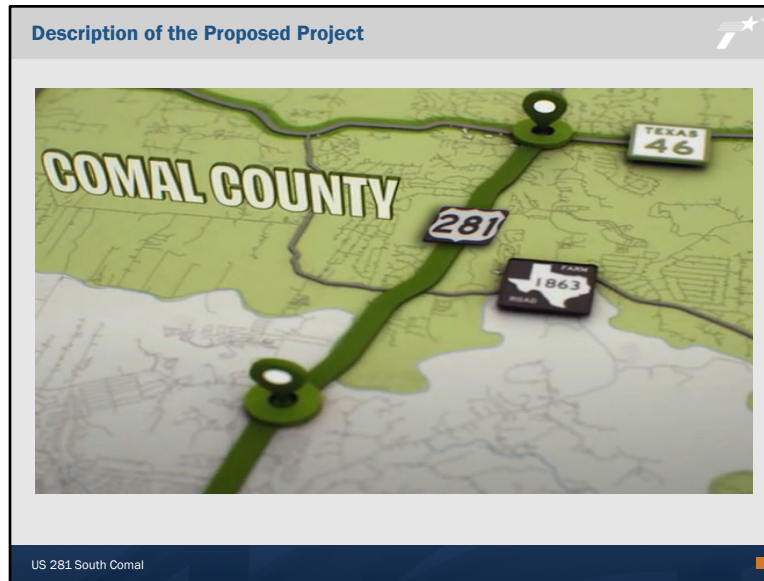 Description of the Proposed Project
COMAL COUNTY
TEXAS
46
281
FARM
1863
ROAD
US 281 South Comal